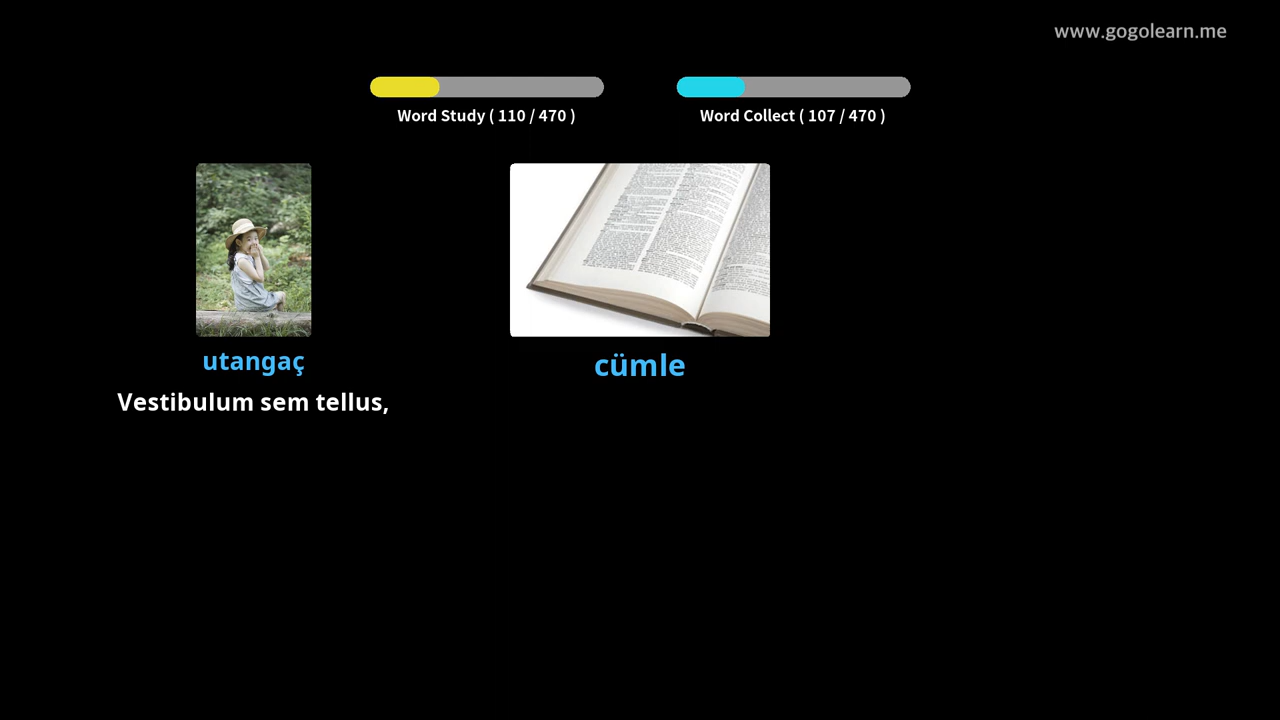 www.gogolearn.me
Word Study ( 110 / 470 )
Word Collect ( 107 / 470 )
utangaç
cümle
Vestibulum sem tellus,